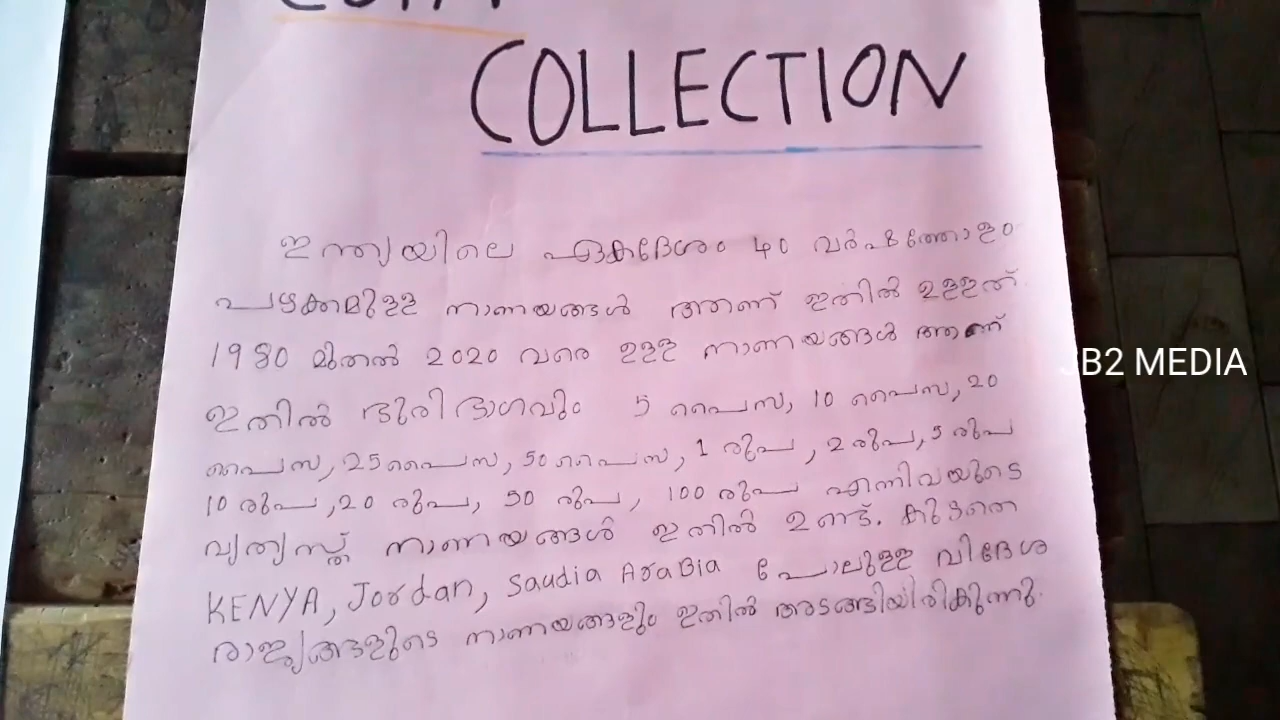 COLLECTION
ഇന്ത്യയിലെ ഏകദേശം 40 വർഷത്തോളം
പഴക്കമുള്ള നാണയങ്ങൾ ആണ് ഇതിൽ ഉള്ളത്.
1980 മുതൽ 2020 വരെ ഉള്ള നാണയങ്ങൾ ആണ്
ഇതിൽ ഭൂരിഭാഗവും 5 പൈസ, 10 പൈസ, 20
പൈസ, 25 പൈസ, 50 പൈസ, 1 രൂപ, 2 രൂപ, 5 രൂപ
10 രൂപ, 20 രൂപ, 50 രൂപ, 100 രൂപ എന്നിവയുടെ
വ്യത്യസ്ത്ഥ നാണയങ്ങൾ ഇതിൽ ഉണ്ട്. കൂടാതെ
KENYA, Jordan, Saudia AraBia പോലുള്ള വിദേശ
രാജ്യങ്ങളുടെ നാണയങ്ങളും ഇതിൽ അടങ്ങിയിരികുന്നു.
JB2 MEDIA